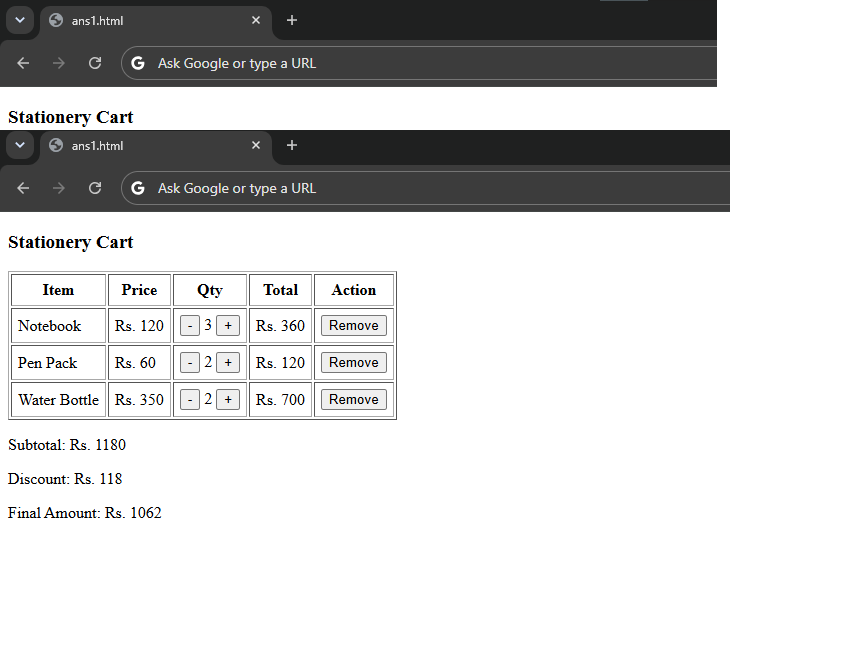 ans1.html
Ask Google or type a URL
Stationery Cart
ans1.html
Ask Google or type a URL
Stationery Cart
Item Price Qty Total Action
Notebook Rs. 120 - 3 + Rs. 360 Remove
Pen Pack Rs. 60 - 2 + Rs. 120 Remove
Water Bottle Rs. 350 - 2 + Rs. 700 Remove
Subtotal: Rs. 1180
Discount: Rs. 118
Final Amount: Rs. 1062